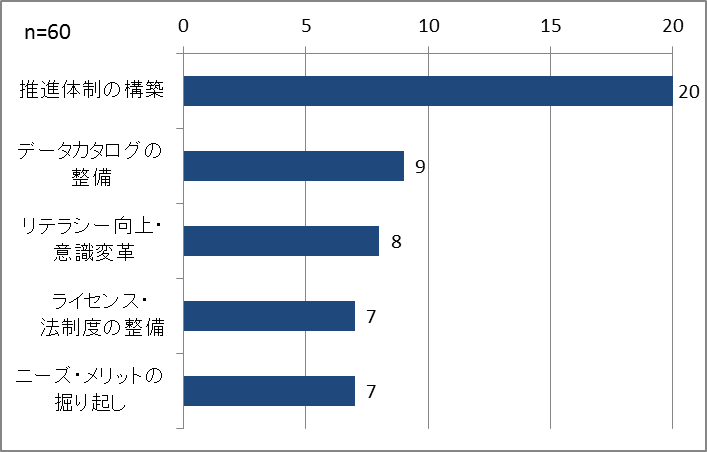 n=60
0 5 10 15 20
推進体制の構築
20
データカタログの
整備
9
リテラシー向上・
意識変革
8
ライセンス・
法制度の整備
7
ニーズ・メリットの
掘り起し
7